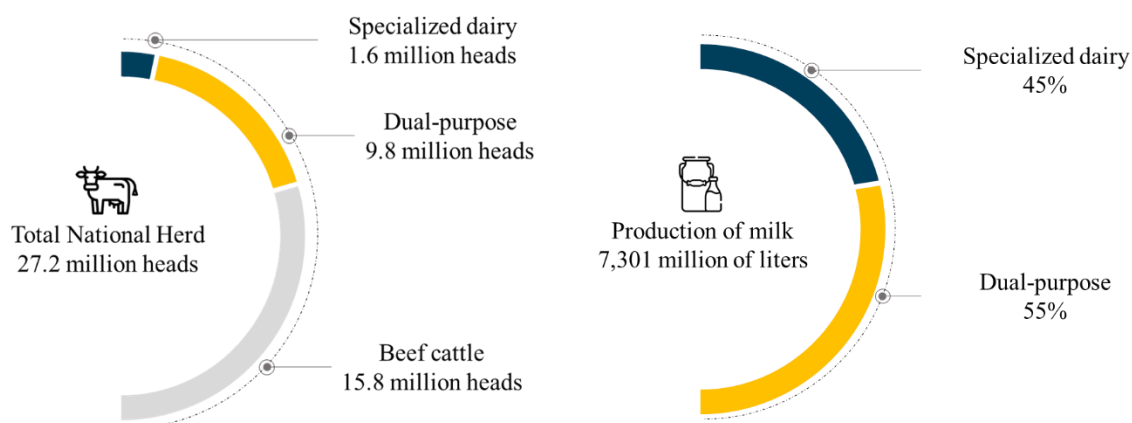 Specialized dairy
1.6 million heads
Dual-purpose
9.8 million heads
Total National Herd
27.2 million heads
Beef cattle
15.8 million heads
Specialized dairy
45%
Production of milk
7,301 million of liters
Dual-purpose
55%